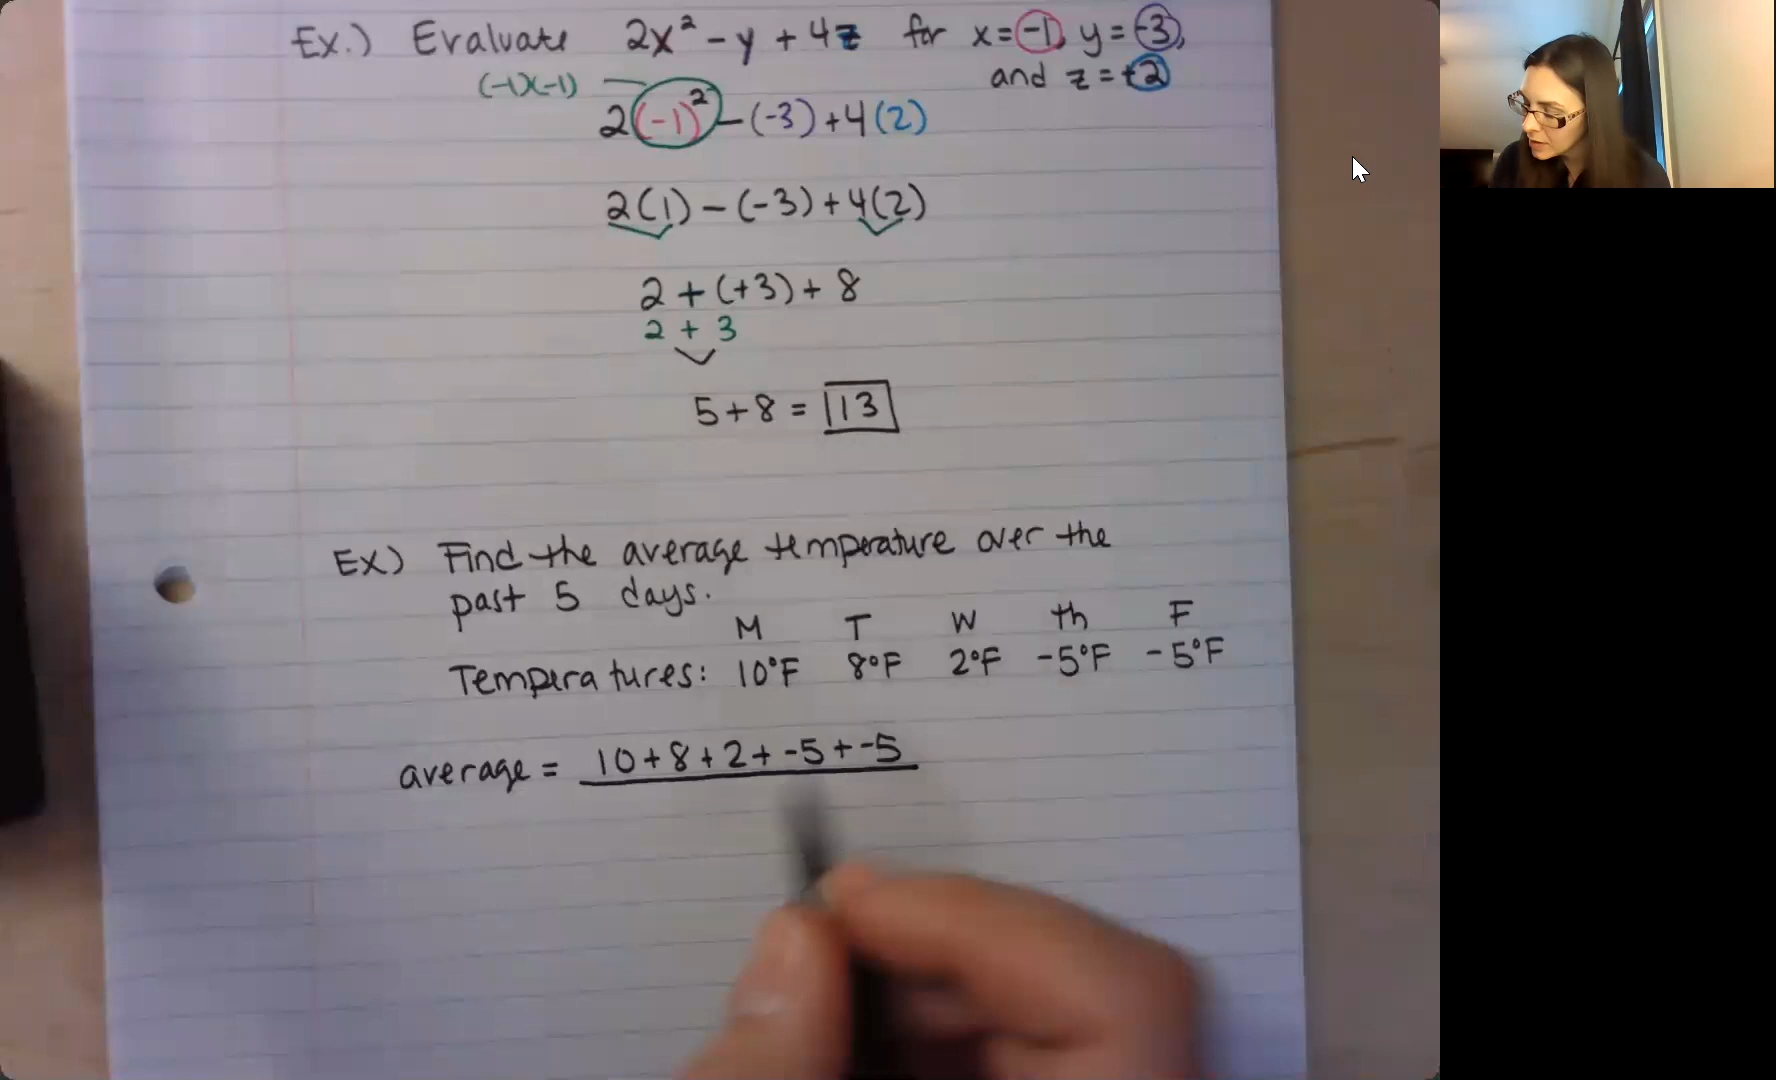 Ex.) Evaluate 2x² - y + 4z for x = -1, y = -3,
and z = +2
(-1)(-1)
2(-1)² - (-3) + 4(2)
2(1) - (-3) + 4(2)
2 + (+3) + 8
2 + 3
5 + 8 = 13
EX) Find the average temperature over the
past 5 days.
M T W th F
Temperatures: 10°F 8°F 2°F -5°F -5°F
average = 10 + 8 + 2 + -5 + -5